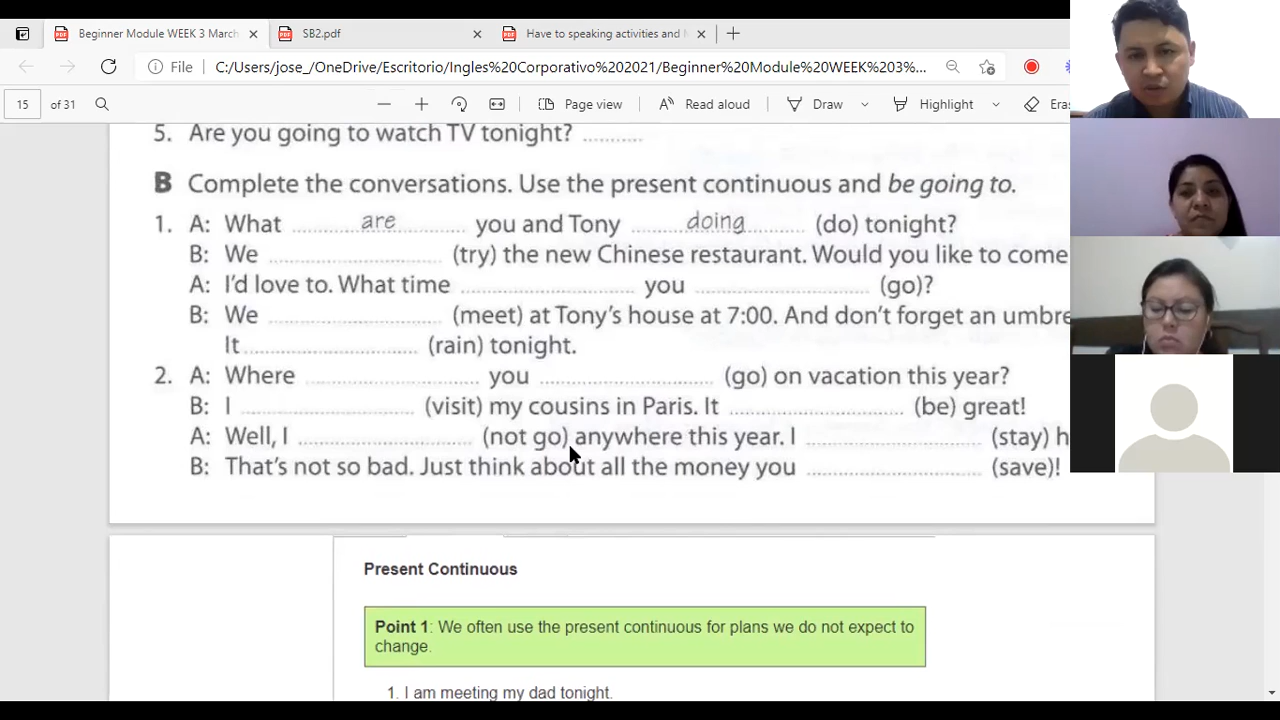 Beginner Module WEEK 3 March
SB2.pdf
Have to speaking activities and
File
C:/Users/jose_/OneDrive/Escritorio/Ingles%20Corporativo%202021/Beginner%20Module%20WEEK%203%...
15 of 31
Page view
Read aloud
Draw
Highlight
5. Are you going to watch TV tonight? ............
B Complete the conversations. Use the present continuous and be going to.
1. A: What ........ are ........ you and Tony ........ doing ........ (do) tonight?
B: We ........................ (try) the new Chinese restaurant. Would you like to come
A: I'd love to. What time ........................ you ........................ (go)?
B: We ........................ (meet) at Tony's house at 7:00. And don't forget an umbre
It ........................ (rain) tonight.
2. A: Where ........................ you ........................ (go) on vacation this year?
B: I ........................ (visit) my cousins in Paris. It ........................ (be) great!
A: Well, I ........................ (not go) anywhere this year. I ........................ (stay) h
B: That's not so bad. Just think about all the money you ........................ (save)!
Present Continuous
Point 1: We often use the present continuous for plans we do not expect to
change.
1. I am meeting my dad tonight.